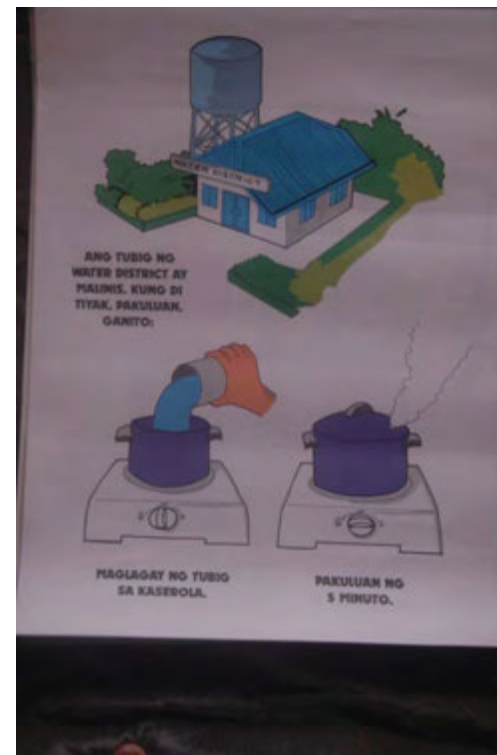 WATER DISTRICT
ANG TUBIG NG
WATER DISTRICT AY
MALINIS. KUNG DI
TIYAK, PAKULUAN.
GANITO:
MAGLAGAY NG TUBIG
SA KASEROLA.
PAKULUAN NG
5 MINUTO.